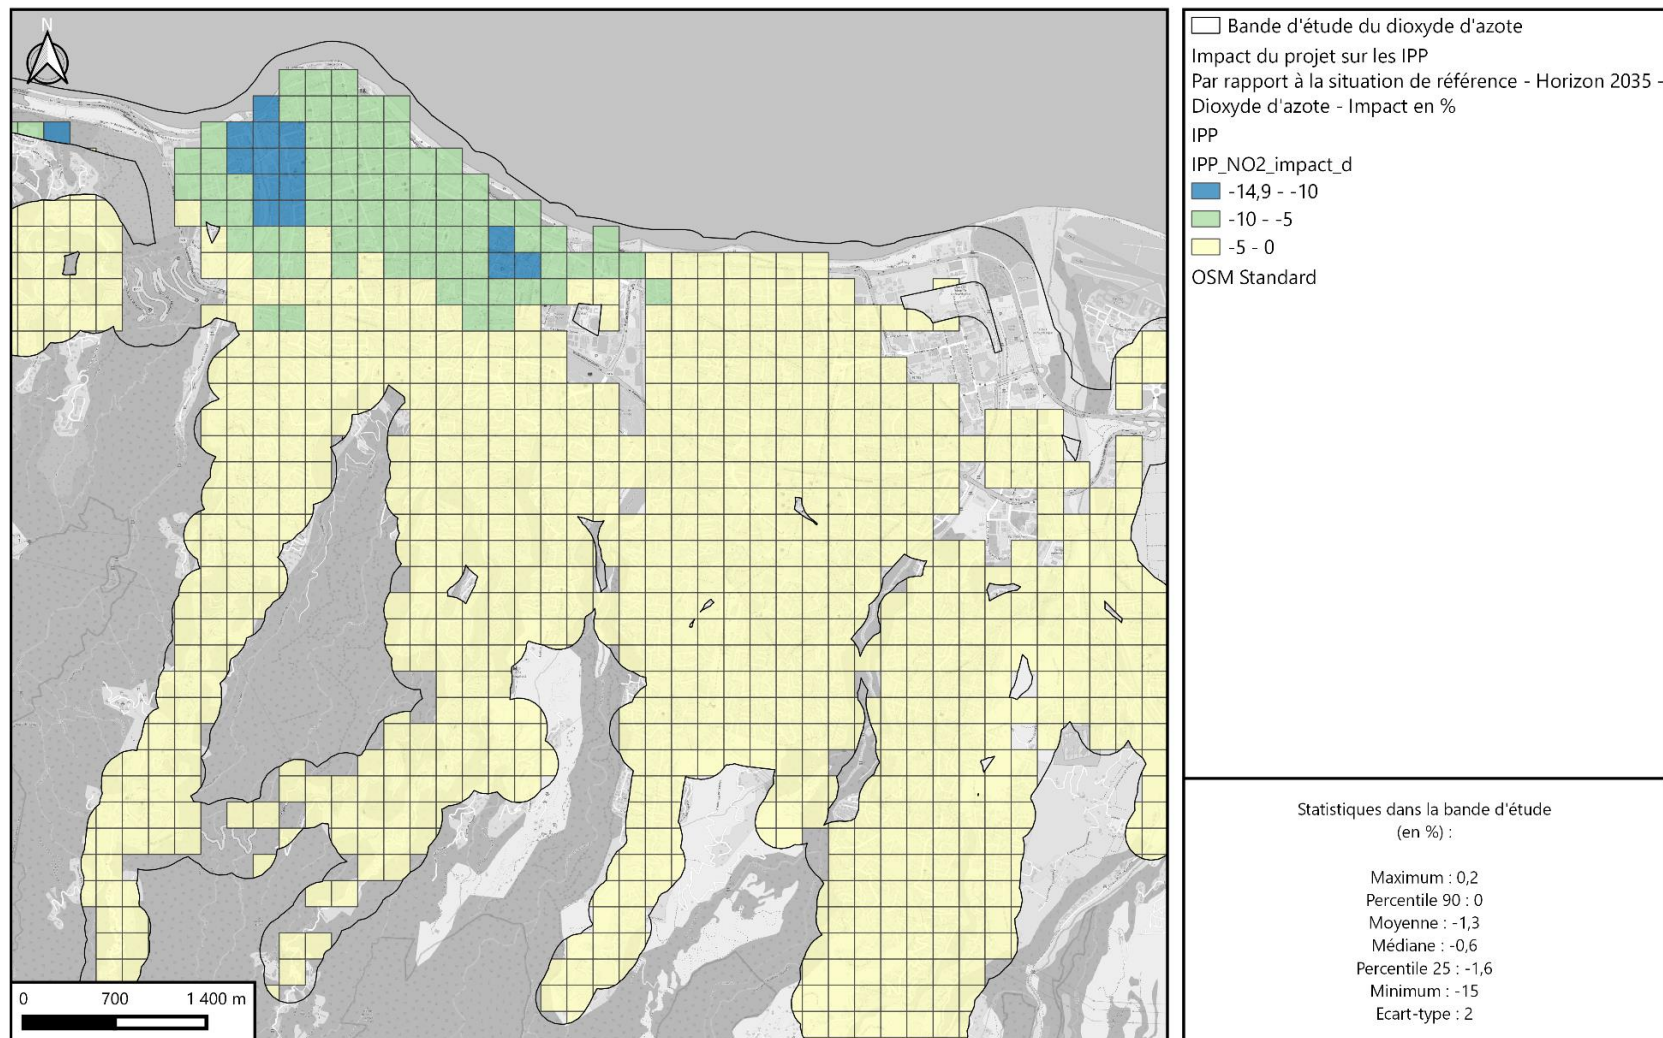 N
0 700 1 400 m
Bande d'étude du dioxyde d'azote
Impact du projet sur les IPP
Par rapport à la situation de référence - Horizon 2035 -
Dioxyde d'azote - Impact en %
IPP
IPP_NO2_impact_d
-14,9 - -10
-10 - -5
-5 - 0
OSM Standard
Statistiques dans la bande d'étude
(en %) :
Maximum : 0,2
Percentile 90 : 0
Moyenne : -1,3
Médiane : -0,6
Percentile 25 : -1,6
Minimum : -15
Ecart-type : 2